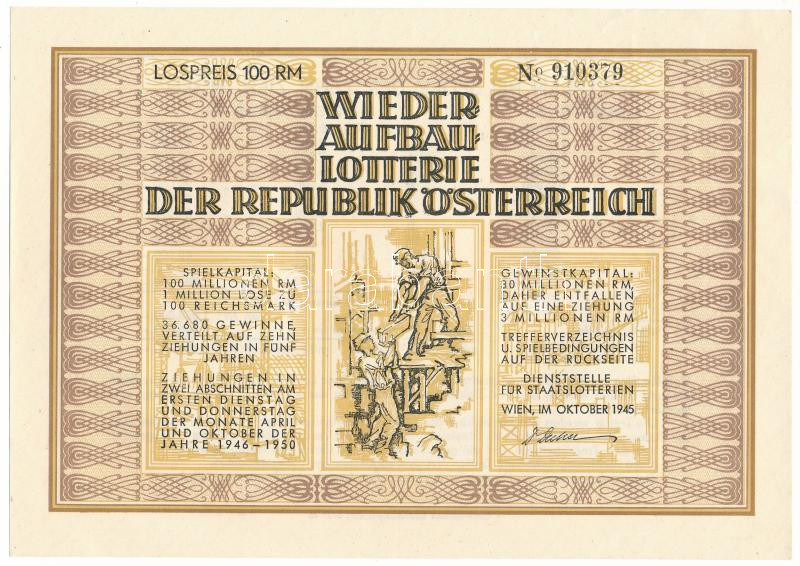 LOSPREIS 100 RM
No 910379
WIEDER-
AUFBAU-
LOTTERIE
DER REPUBLIK ÖSTERREICH
SPIELKAPITAL:
100 MILLIONEN RM
1 MILLION LOSE ZU
100 REICHSMARK
36.680 GEWINNE,
VERTEILT AUF ZEHN
ZIEHUNGEN IN FÜNF
JAHREN
ZIEHUNGEN IN
ZWEI ABSCHNITTEN AM
ERSTEN DIENSTAG
UND DONNERSTAG
DER MONATE APRIL
UND OKTOBER DER
JAHRE 1946-1950
GEWINSTKAPITAL:
30 MILLIONEN RM,
DAHER ENTFALLEN
AUF EINE ZIEHUNG
3 MILLIONEN RM
TREFFERVERZEICHNIS
U. SPIELBEDINGUNGEN
AUF DER RÜCKSEITE
DIENSTSTELLE
FÜR STAATSLOTTERIEN
WIEN, IM OKTOBER 1945